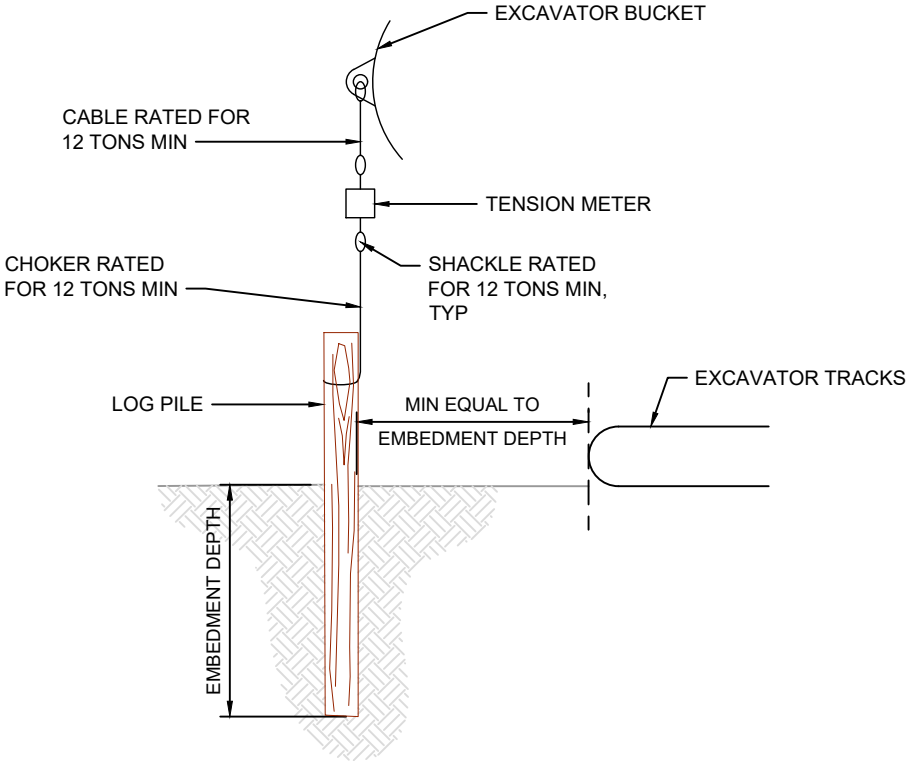 EXCAVATOR BUCKET
CABLE RATED FOR
12 TONS MIN
TENSION METER
CHOKER RATED
FOR 12 TONS MIN
SHACKLE RATED
FOR 12 TONS MIN,
TYP
EXCAVATOR TRACKS
LOG PILE
MIN EQUAL TO
EMBEDMENT DEPTH
EMBEDMENT DEPTH